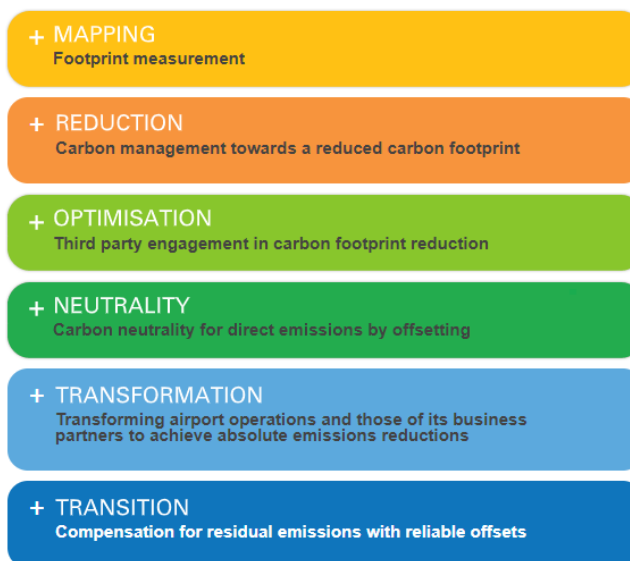 + MAPPING
Footprint measurement
+ REDUCTION
Carbon management towards a reduced carbon footprint
+ OPTIMISATION
Third party engagement in carbon footprint reduction
+ NEUTRALITY
Carbon neutrality for direct emissions by offsetting
+ TRANSFORMATION
Transforming airport operations and those of its business
partners to achieve absolute emissions reductions
+ TRANSITION
Compensation for residual emissions with reliable offsets